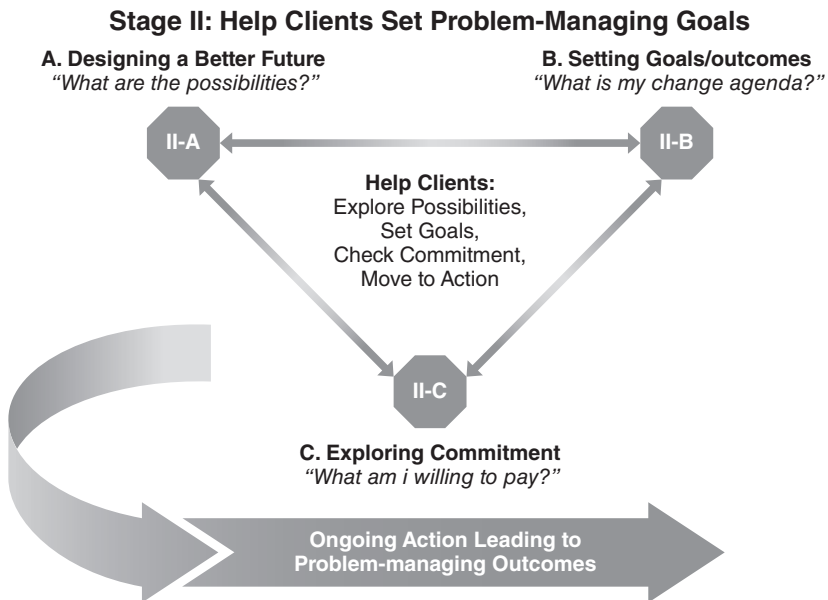 Stage II: Help Clients Set Problem-Managing Goals
A. Designing a Better Future
“What are the possibilities?”
B. Setting Goals/outcomes
“What is my change agenda?”
II-A
II-B
Help Clients:
Explore Possibilities,
Set Goals,
Check Commitment,
Move to Action
II-C
C. Exploring Commitment
“What am i willing to pay?”
Ongoing Action Leading to
Problem-managing Outcomes